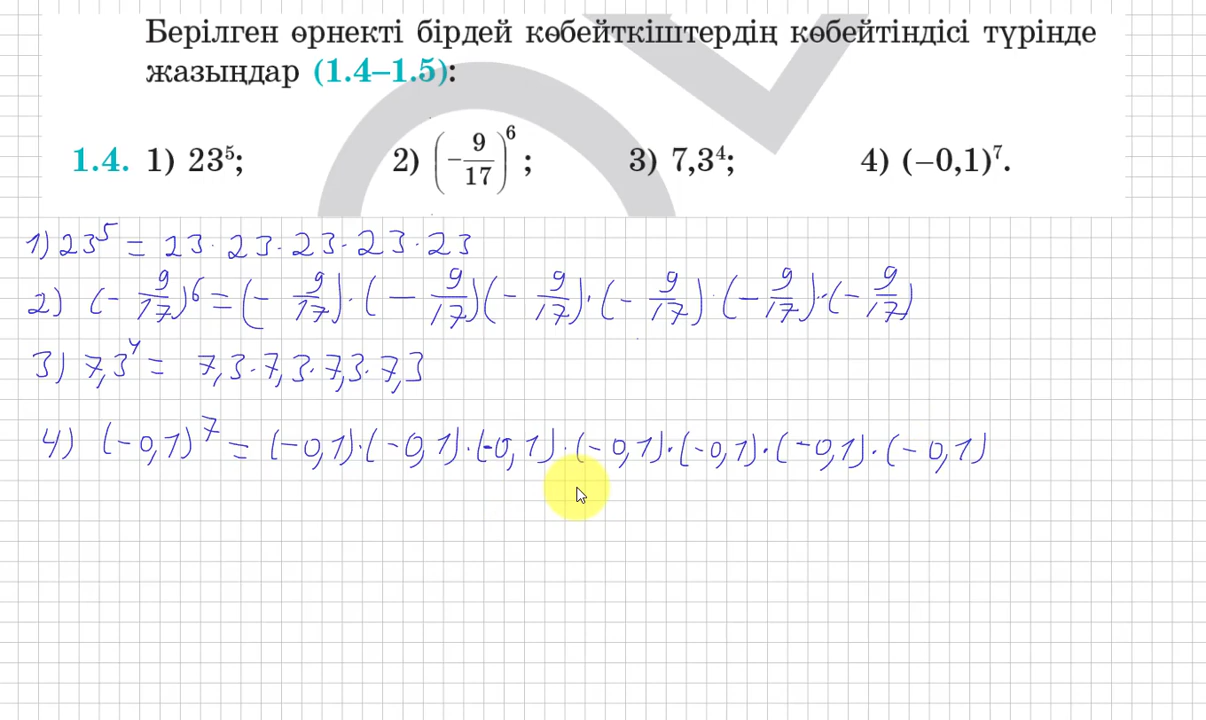 Берілген өрнекті бірдей көбейткіштердің көбейтіндісі түрінде
жазыңдар (1.4–1.5):
1.4. 1) 23⁵; 2) (−9/17)⁶; 3) 7,3⁴; 4) (−0,1)⁷.
1) 23⁵ = 23 · 23 · 23 · 23 · 23
2) (− 9/17)⁶ = (− 9/17) · (− 9/17)(− 9/17) · (− 9/17) · (− 9/17) · (− 9/17)
3) 7,3⁴ = 7,3 · 7,3 · 7,3 · 7,3
4) (−0,1)⁷ = (−0,1) · (−0,1) · (−0,1) · (−0,1) · (−0,1) · (−0,1) · (−0,1)